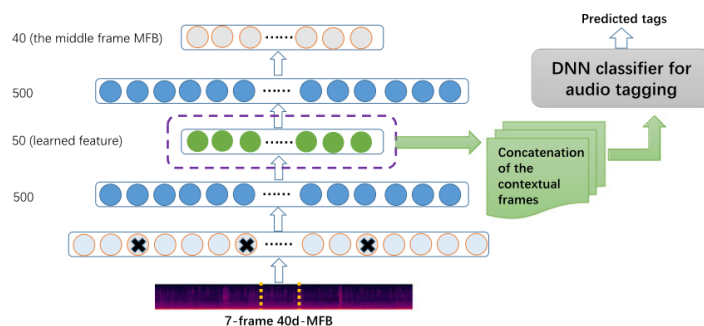 40 (the middle frame MFB)
500
50 (learned feature)
500
7-frame 40d-MFB
Predicted tags
DNN classifier for
audio tagging
Concatenation
of the
contextual
frames